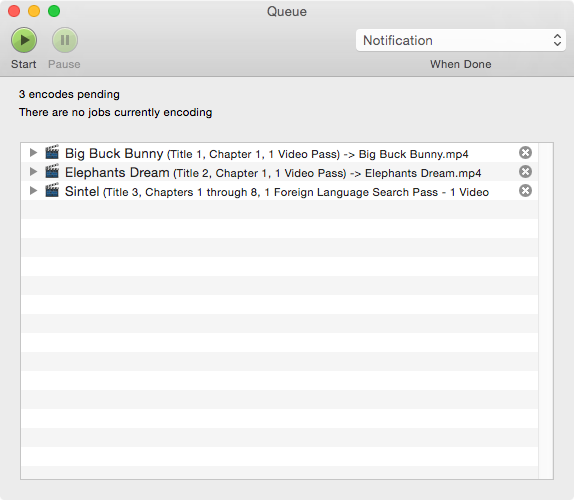 Queue
Start
Pause
Notification
When Done
3 encodes pending
There are no jobs currently encoding
Big Buck Bunny (Title 1, Chapter 1, 1 Video Pass) -> Big Buck Bunny.mp4
Elephants Dream (Title 2, Chapter 1, 1 Video Pass) -> Elephants Dream.mp4
Sintel (Title 3, Chapters 1 through 8, 1 Foreign Language Search Pass - 1 Video